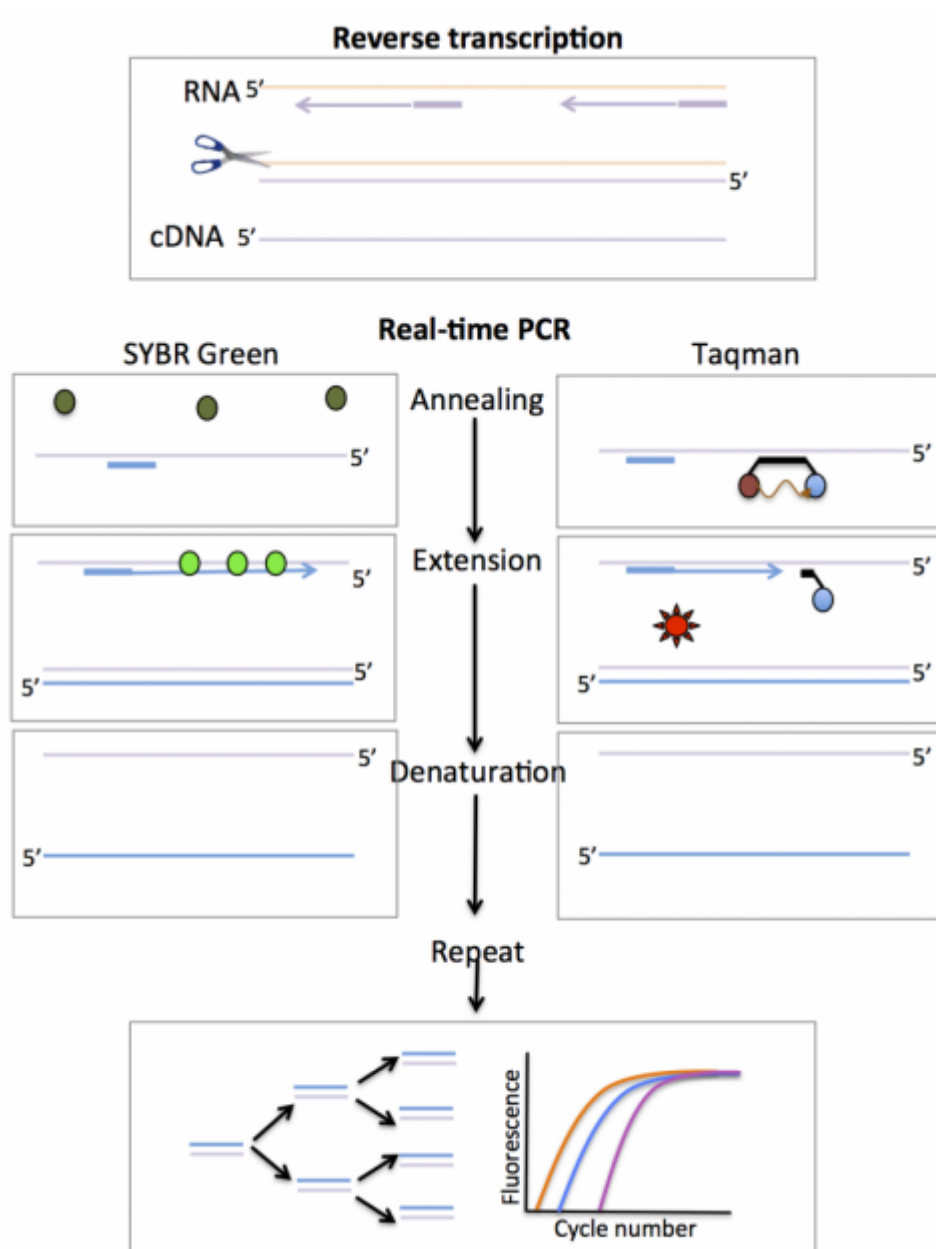 Reverse transcription
RNA 5’
5’
cDNA 5’
Real-time PCR
SYBR Green
Taqman
Annealing
5’
5’
Extension
5’
5’
5’
5’
5’
5’
Denaturation
5’
5’
5’
5’
Repeat
Fluorescence
Cycle number